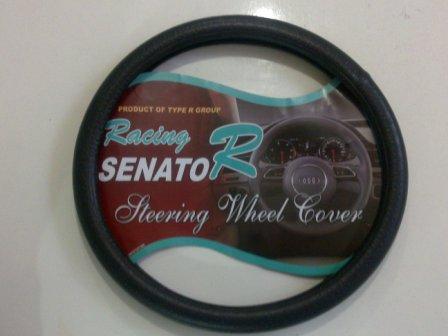 PRODUCT OF TYPE R GROUP
Racing
SENATOR
Steering Wheel Cover